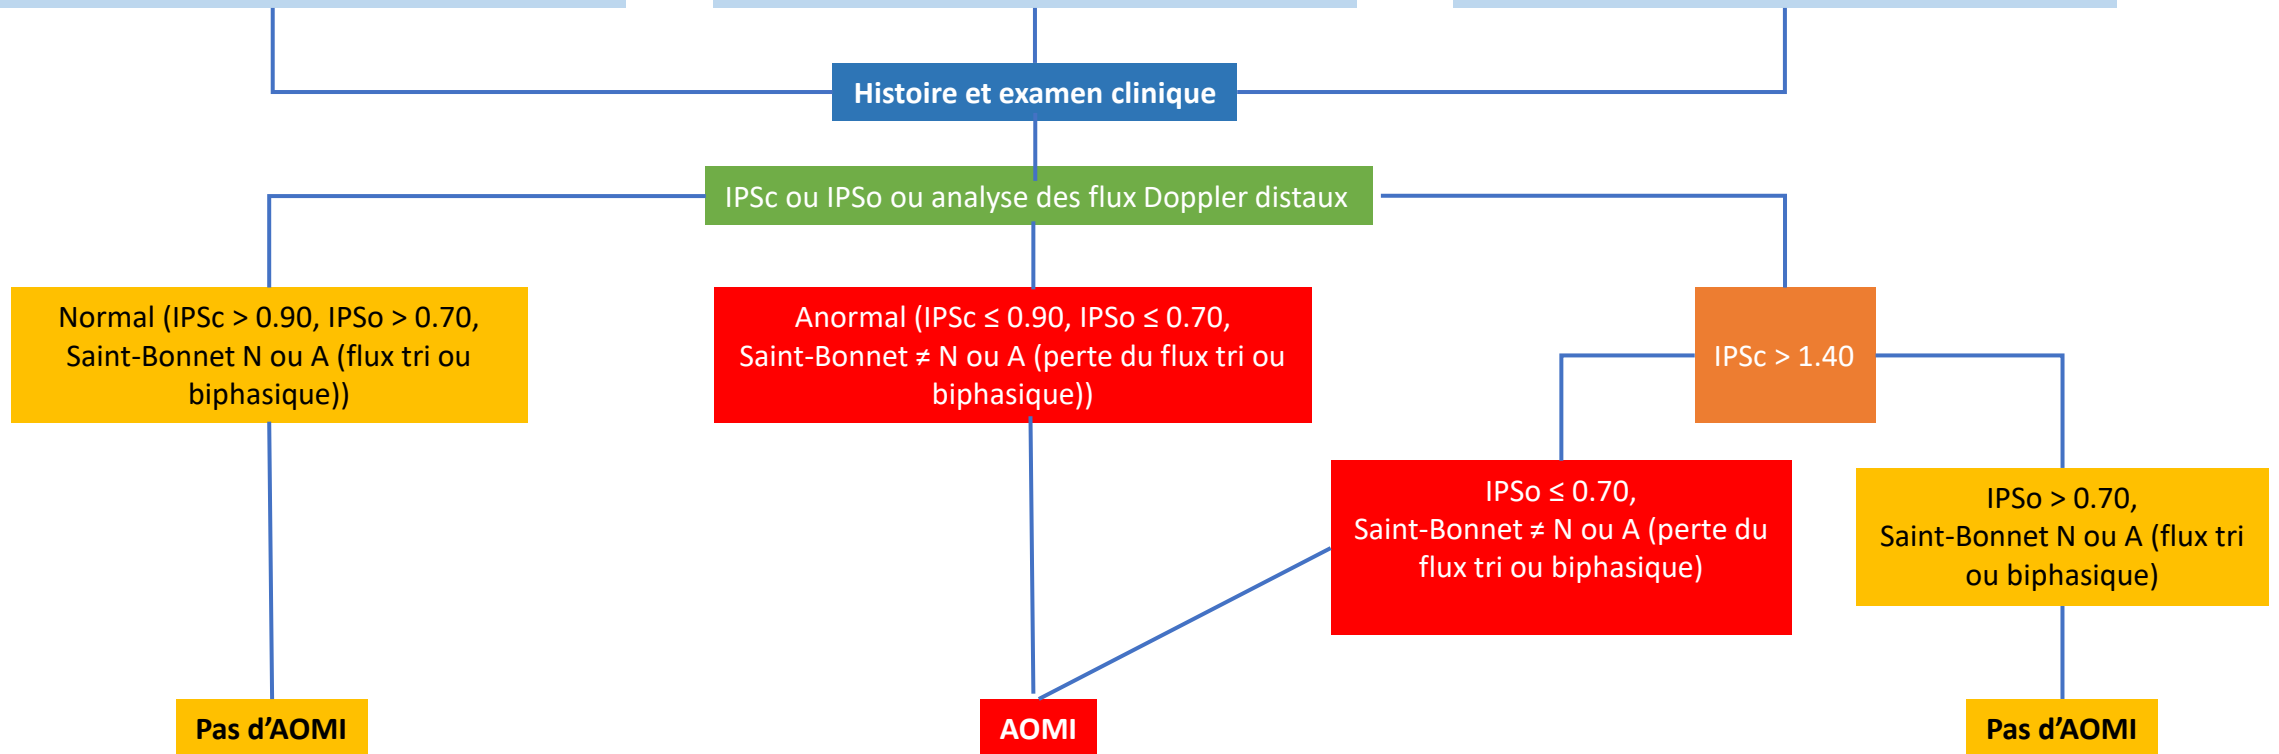 Histoire et examen clinique
IPSc ou IPSo ou analyse des flux Doppler distaux
Normal (IPSc > 0.90, IPSo > 0.70,
Saint-Bonnet N ou A (flux tri ou
biphasique))
Anormal (IPSc ≤ 0.90, IPSo ≤ 0.70,
Saint-Bonnet ≠ N ou A (perte du flux tri ou
biphasique))
IPSc > 1.40
IPSo ≤ 0.70,
Saint-Bonnet ≠ N ou A (perte du
flux tri ou biphasique)
IPSo > 0.70,
Saint-Bonnet N ou A (flux tri
ou biphasique)
Pas d’AOMI
AOMI
Pas d’AOMI